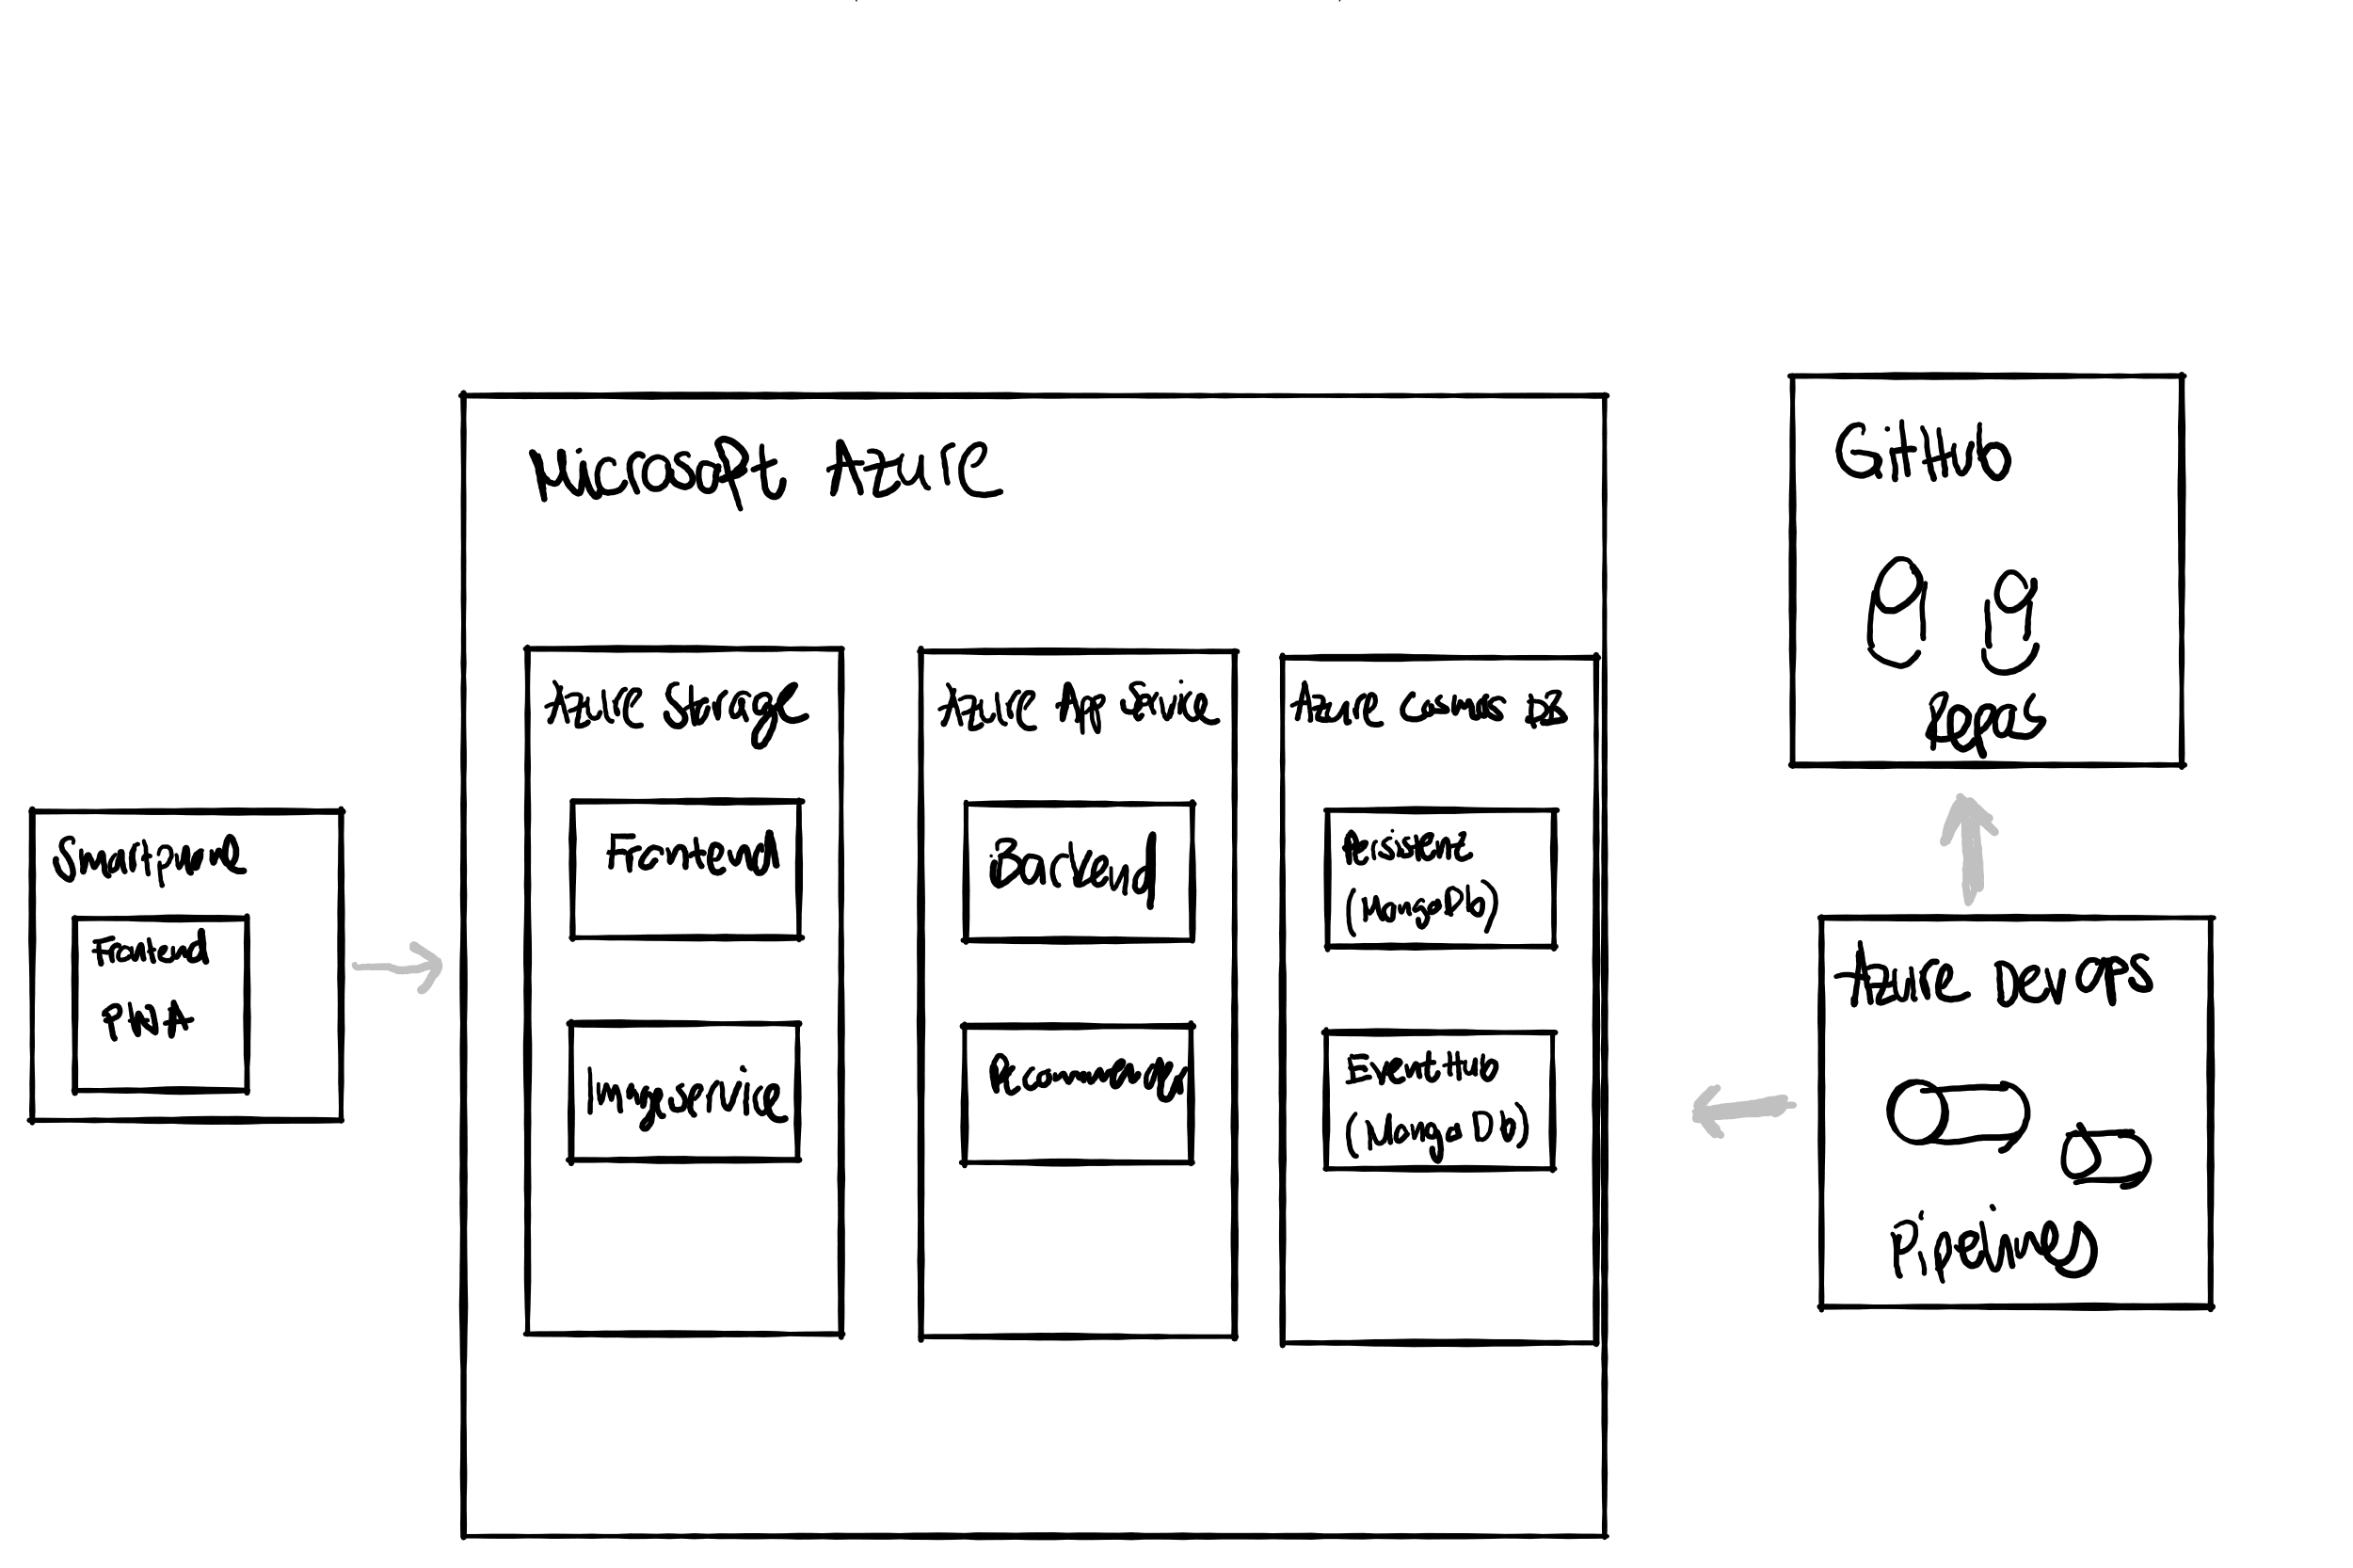 Microsoft Azure
GitHub
Repos
Azure Storage
Frontend
Imageservice
Azure App Service
Backend
Azure Cosmos DB
Persistent
(MongoDb)
EventHub
(MongoDb)
Smartphone
Frontend
PWA
Azure DevOps
Pipelines